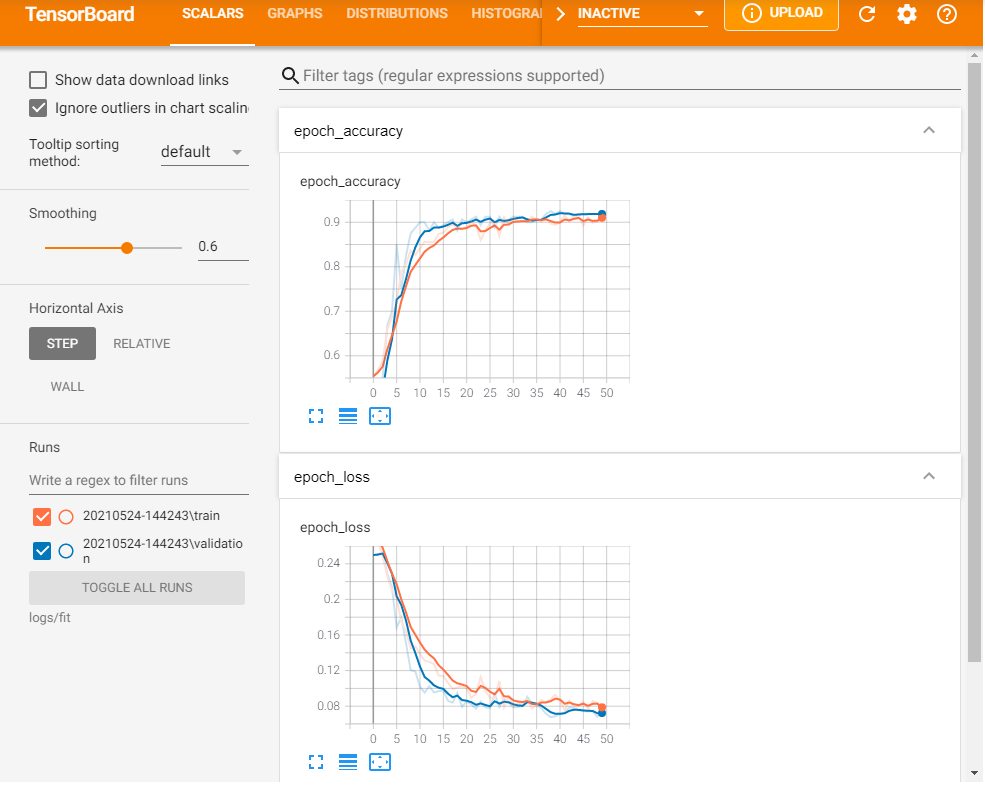 TensorBoard
SCALARS
GRAPHS
DISTRIBUTIONS
HISTOGRA
INACTIVE
UPLOAD
Show data download links
Ignore outliers in chart scalin
Tooltip sorting
method:
default
Smoothing
0.6
Horizontal Axis
STEP
RELATIVE
WALL
Runs
Write a regex to filter runs
20210524-144243\train
20210524-144243\validatio
n
TOGGLE ALL RUNS
logs/fit
Filter tags (regular expressions supported)
epoch_accuracy
epoch_accuracy
0.9
0.8
0.7
0.6
0 5 10 15 20 25 30 35 40 45 50
epoch_loss
epoch_loss
0.24
0.2
0.16
0.12
0.08
0 5 10 15 20 25 30 35 40 45 50